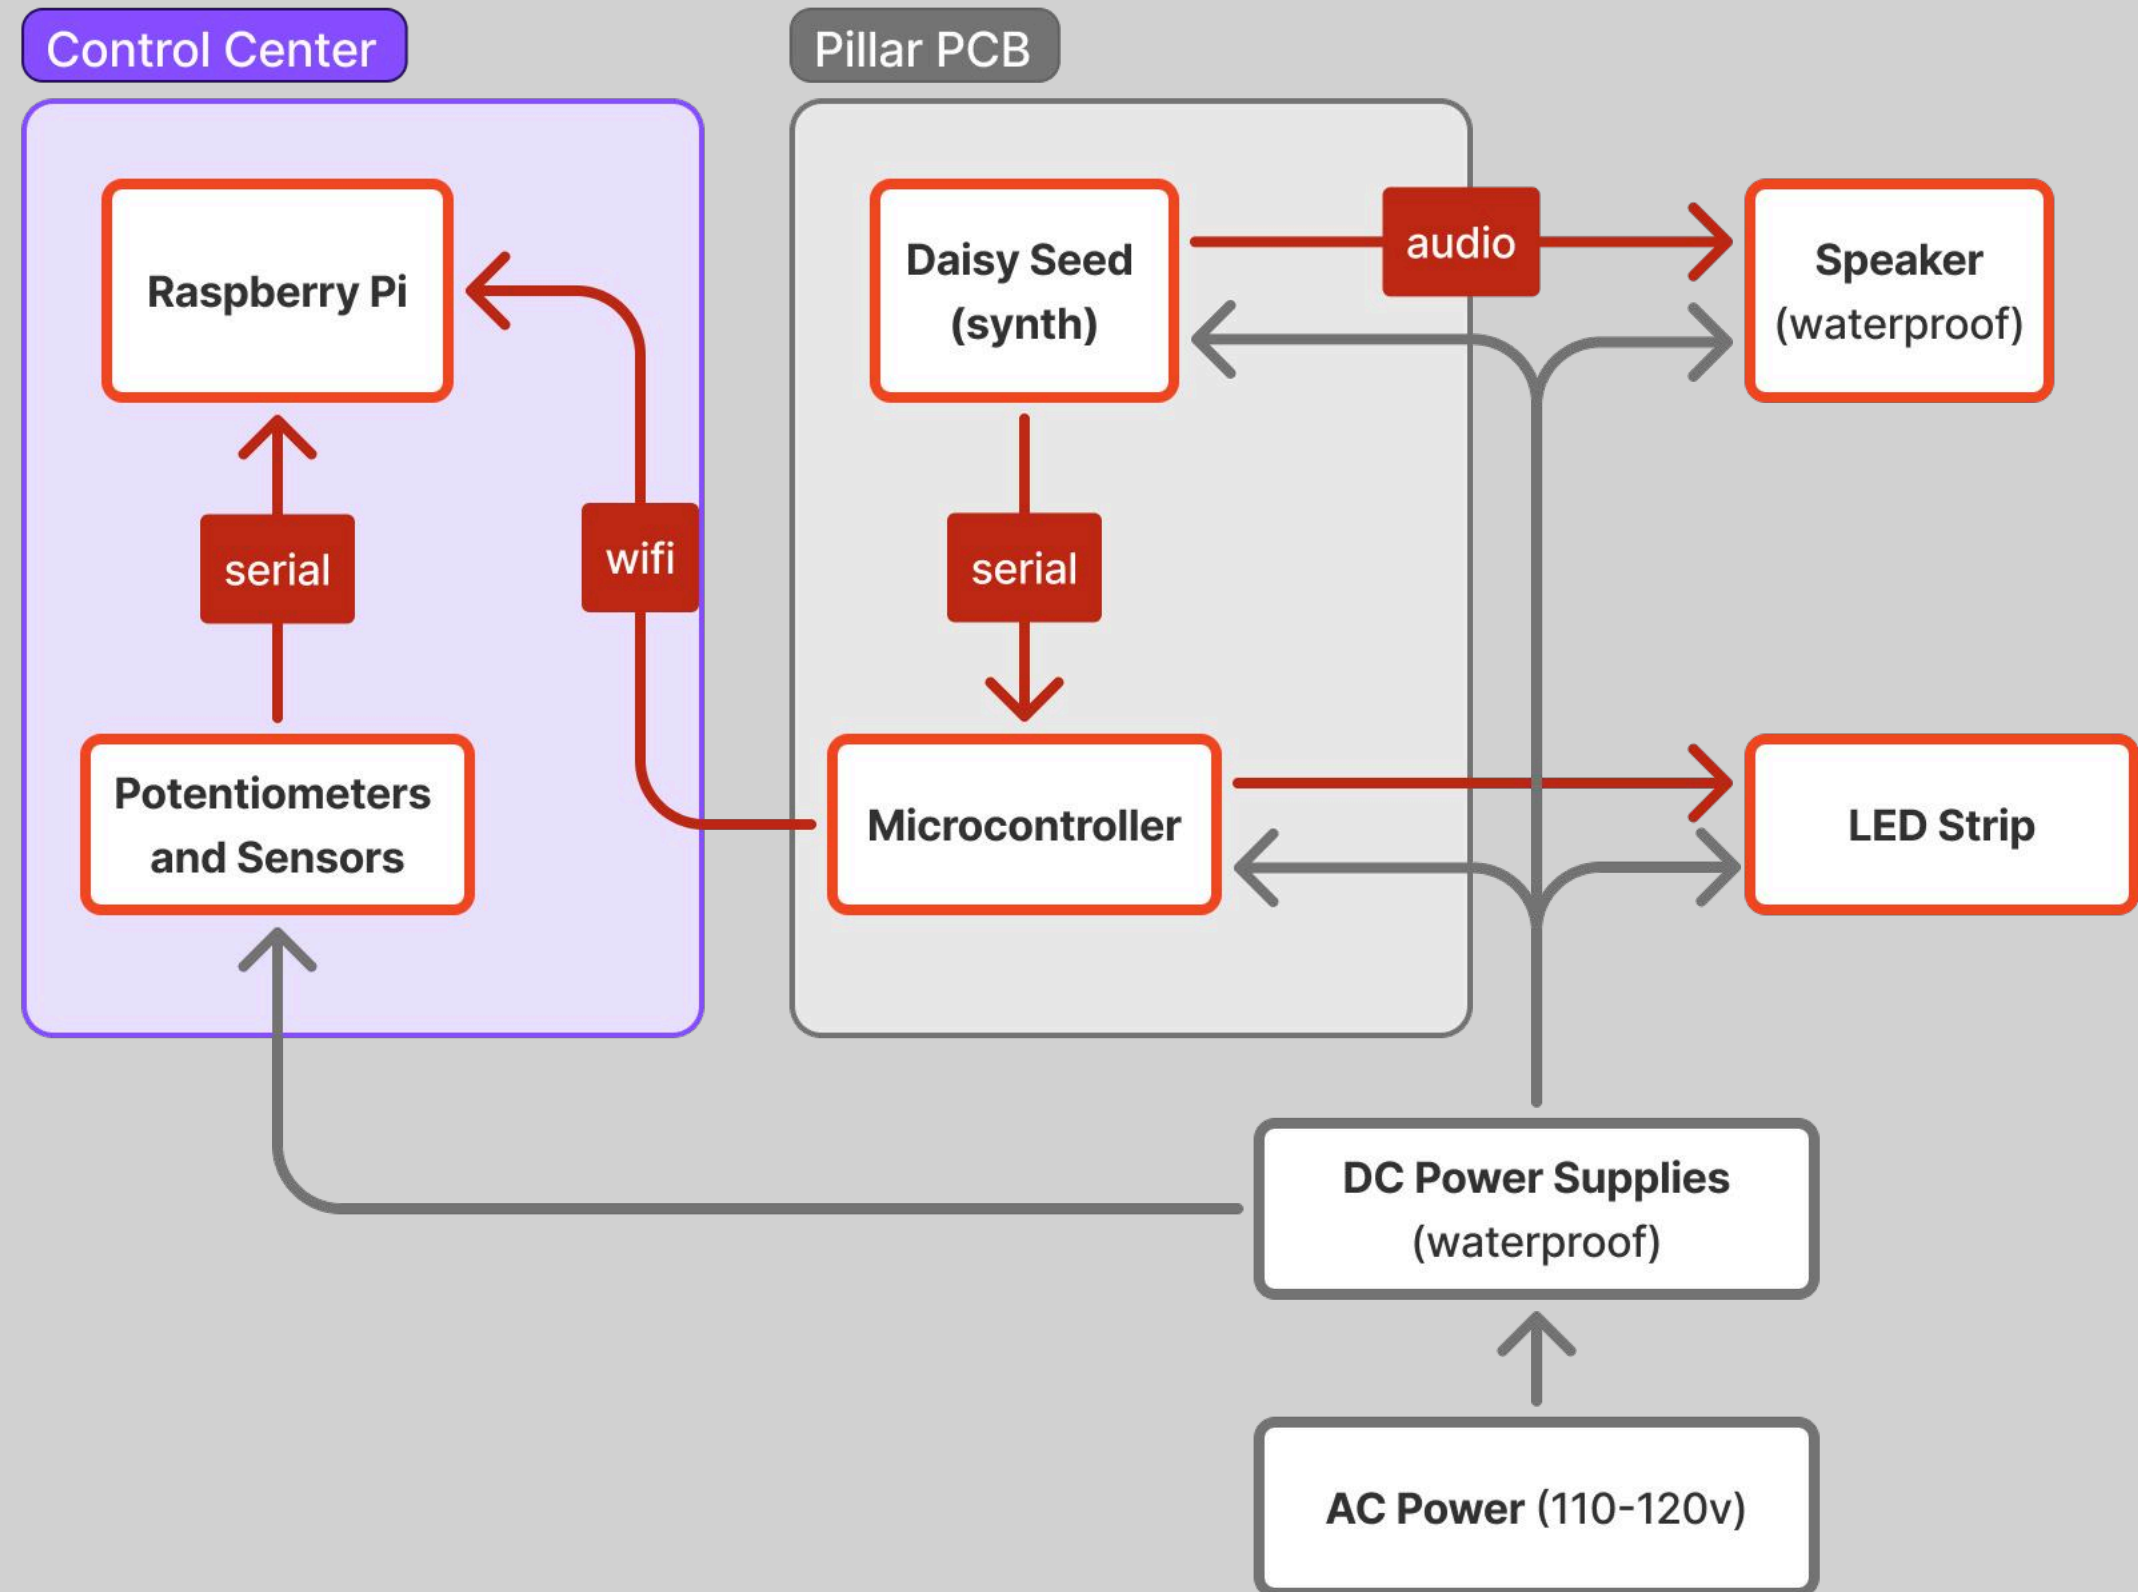 Control Center
Pillar PCB
Raspberry Pi
Daisy Seed
(synth)
audio
Speaker
(waterproof)
serial
wifi
serial
Potentiometers
and Sensors
Microcontroller
LED Strip
DC Power Supplies
(waterproof)
AC Power (110-120v)